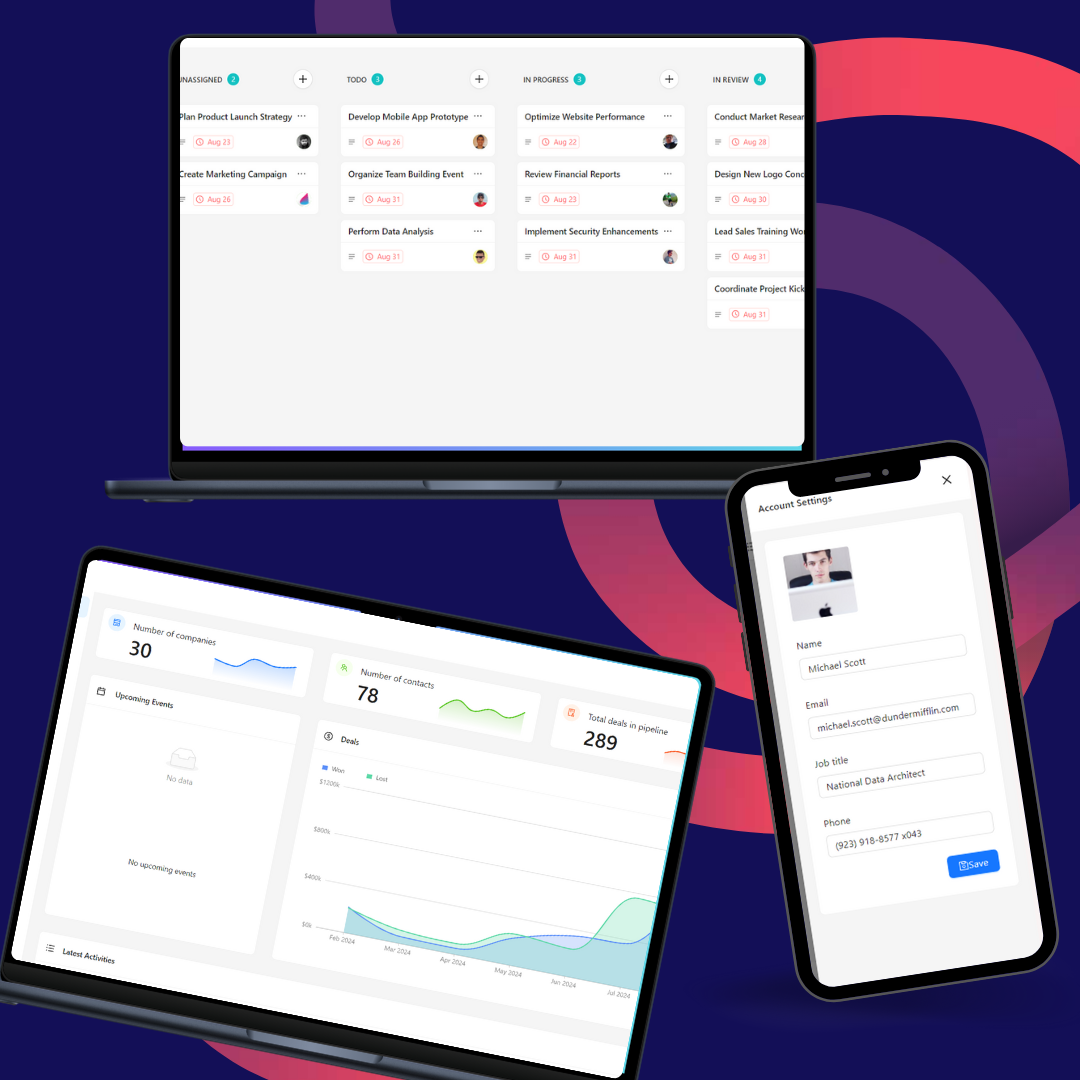 UNASSIGNED 2
Plan Product Launch Strategy
Aug 23
Create Marketing Campaign
Aug 26
TODO 3
Develop Mobile App Prototype
Aug 26
Organize Team Building Event
Aug 31
Perform Data Analysis
Aug 31
IN PROGRESS 3
Optimize Website Performance
Aug 22
Review Financial Reports
Aug 23
Implement Security Enhancements
Aug 31
IN REVIEW 4
Conduct Market Resear
Aug 28
Design New Logo Conc
Aug 30
Lead Sales Training Wo
Aug 31
Coordinate Project Kick
Aug 31
Account Settings
Name
Michael Scott
Email
michael.scott@dundermifflin.com
Job title
National Data Architect
Phone
(923) 918-8577 x043
Save
Number of companies
30
Number of contacts
78
Total deals in pipeline
289
Upcoming Events
No data
No upcoming events
Latest Activities
Deals
Won
Lost
$1200k
$800k
$400k
$0k
Feb 2024
Mar 2024
Apr 2024
May 2024
Jun 2024
Jul 2024